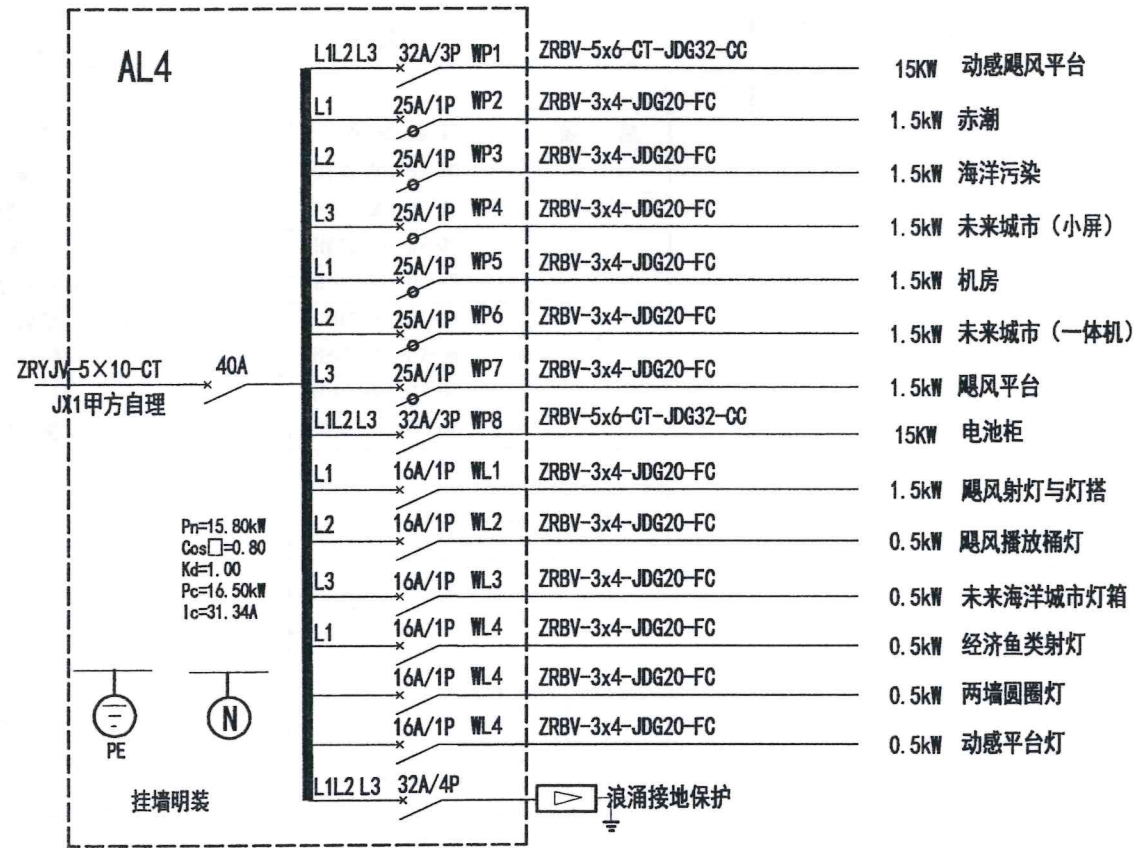 AL4
L1L2 L3 32A/3P WP1 ZRBV-5x6-CT-JDG32-CC 15KW 动感飓风平台
L1 25A/1P WP2 ZRBV-3x4-JDG20-FC 1.5kW 赤潮
L2 25A/1P WP3 ZRBV-3x4-JDG20-FC 1.5kW 海洋污染
L3 25A/1P WP4 ZRBV-3x4-JDG20-FC 1.5kW 未来城市（小屏）
L1 25A/1P WP5 ZRBV-3x4-JDG20-FC 1.5kW 机房
L2 25A/1P WP6 ZRBV-3x4-JDG20-FC 1.5kW 未来城市（一体机）
ZRYJV-5×10-CT 40A
JX1甲方自理
L3 25A/1P WP7 ZRBV-3x4-JDG20-FC 1.5kW 飓风平台
L1L2 L3 32A/3P WP8 ZRBV-5x6-CT-JDG32-CC 15KW 电池柜
L1 16A/1P WL1 ZRBV-3x4-JDG20-FC 1.5kW 飓风射灯与灯搭
L2 16A/1P WL2 ZRBV-3x4-JDG20-FC 0.5kW 飓风播放桶灯
L3 16A/1P WL3 ZRBV-3x4-JDG20-FC 0.5kW 未来海洋城市灯箱
L1 16A/1P WL4 ZRBV-3x4-JDG20-FC 0.5kW 经济鱼类射灯
16A/1P WL4 ZRBV-3x4-JDG20-FC 0.5kW 两墙圆圈灯
16A/1P WL4 ZRBV-3x4-JDG20-FC 0.5kW 动感平台灯
L1L2 L3 32A/4P 浪涌接地保护
Pn=15.80kW
Cos□=0.80
Kd=1.00
Pc=16.50kW
Ic=31.34A
PE
N
挂墙明装